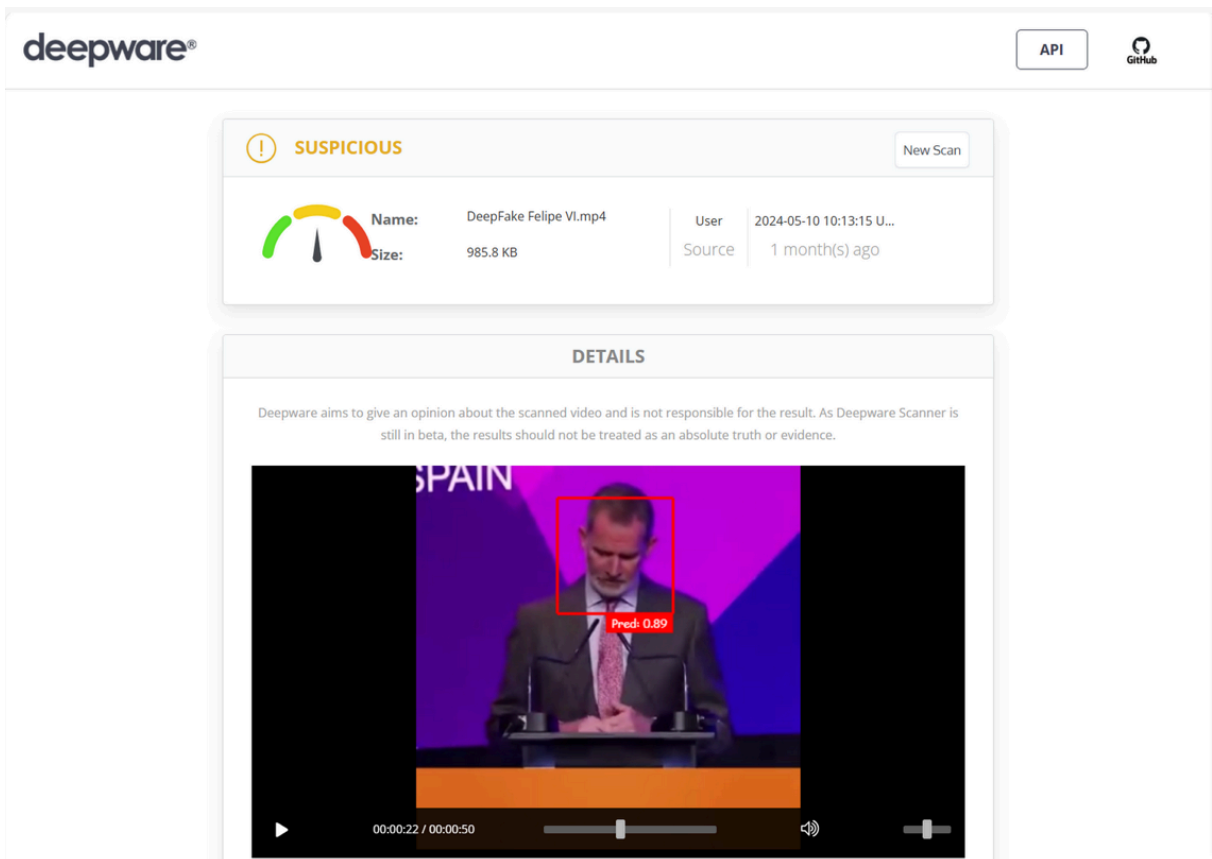 deepware®
API
GitHub
SUSPICIOUS
New Scan
Name:
DeepFake Felipe VI.mp4
User
2024-05-10 10:13:15 U...
Size:
985.8 KB
Source
1 month(s) ago
DETAILS
Deepware aims to give an opinion about the scanned video and is not responsible for the result. As Deepware Scanner is
still in beta, the results should not be treated as an absolute truth or evidence.
SPAIN
Pred: 0.89
00:00:22 / 00:00:50